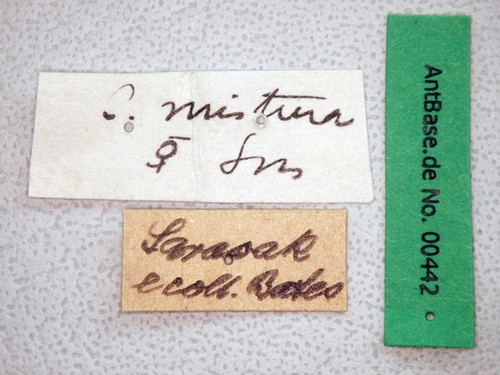 C. mistura
☿ Sm
Sarawak
e coll. Bates
AntBase.de No. 00442